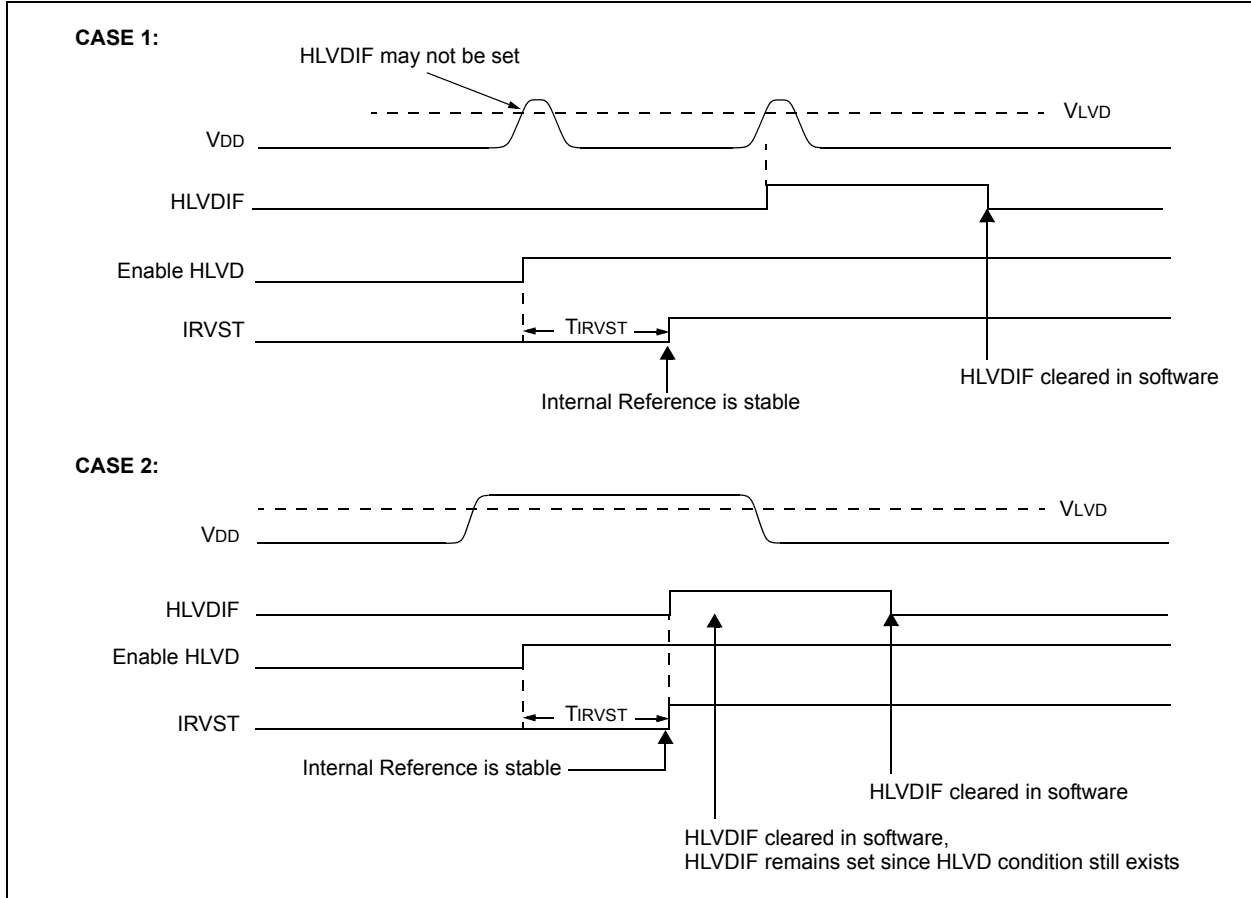 CASE 1:
HLVDIF may not be set
VLVD
VDD
HLVDIF
Enable HLVD
TIRVST
IRVST
HLVDIF cleared in software
Internal Reference is stable
CASE 2:
VLVD
VDD
HLVDIF
Enable HLVD
TIRVST
IRVST
Internal Reference is stable
HLVDIF cleared in software
HLVDIF cleared in software,
HLVDIF remains set since HLVD condition still exists